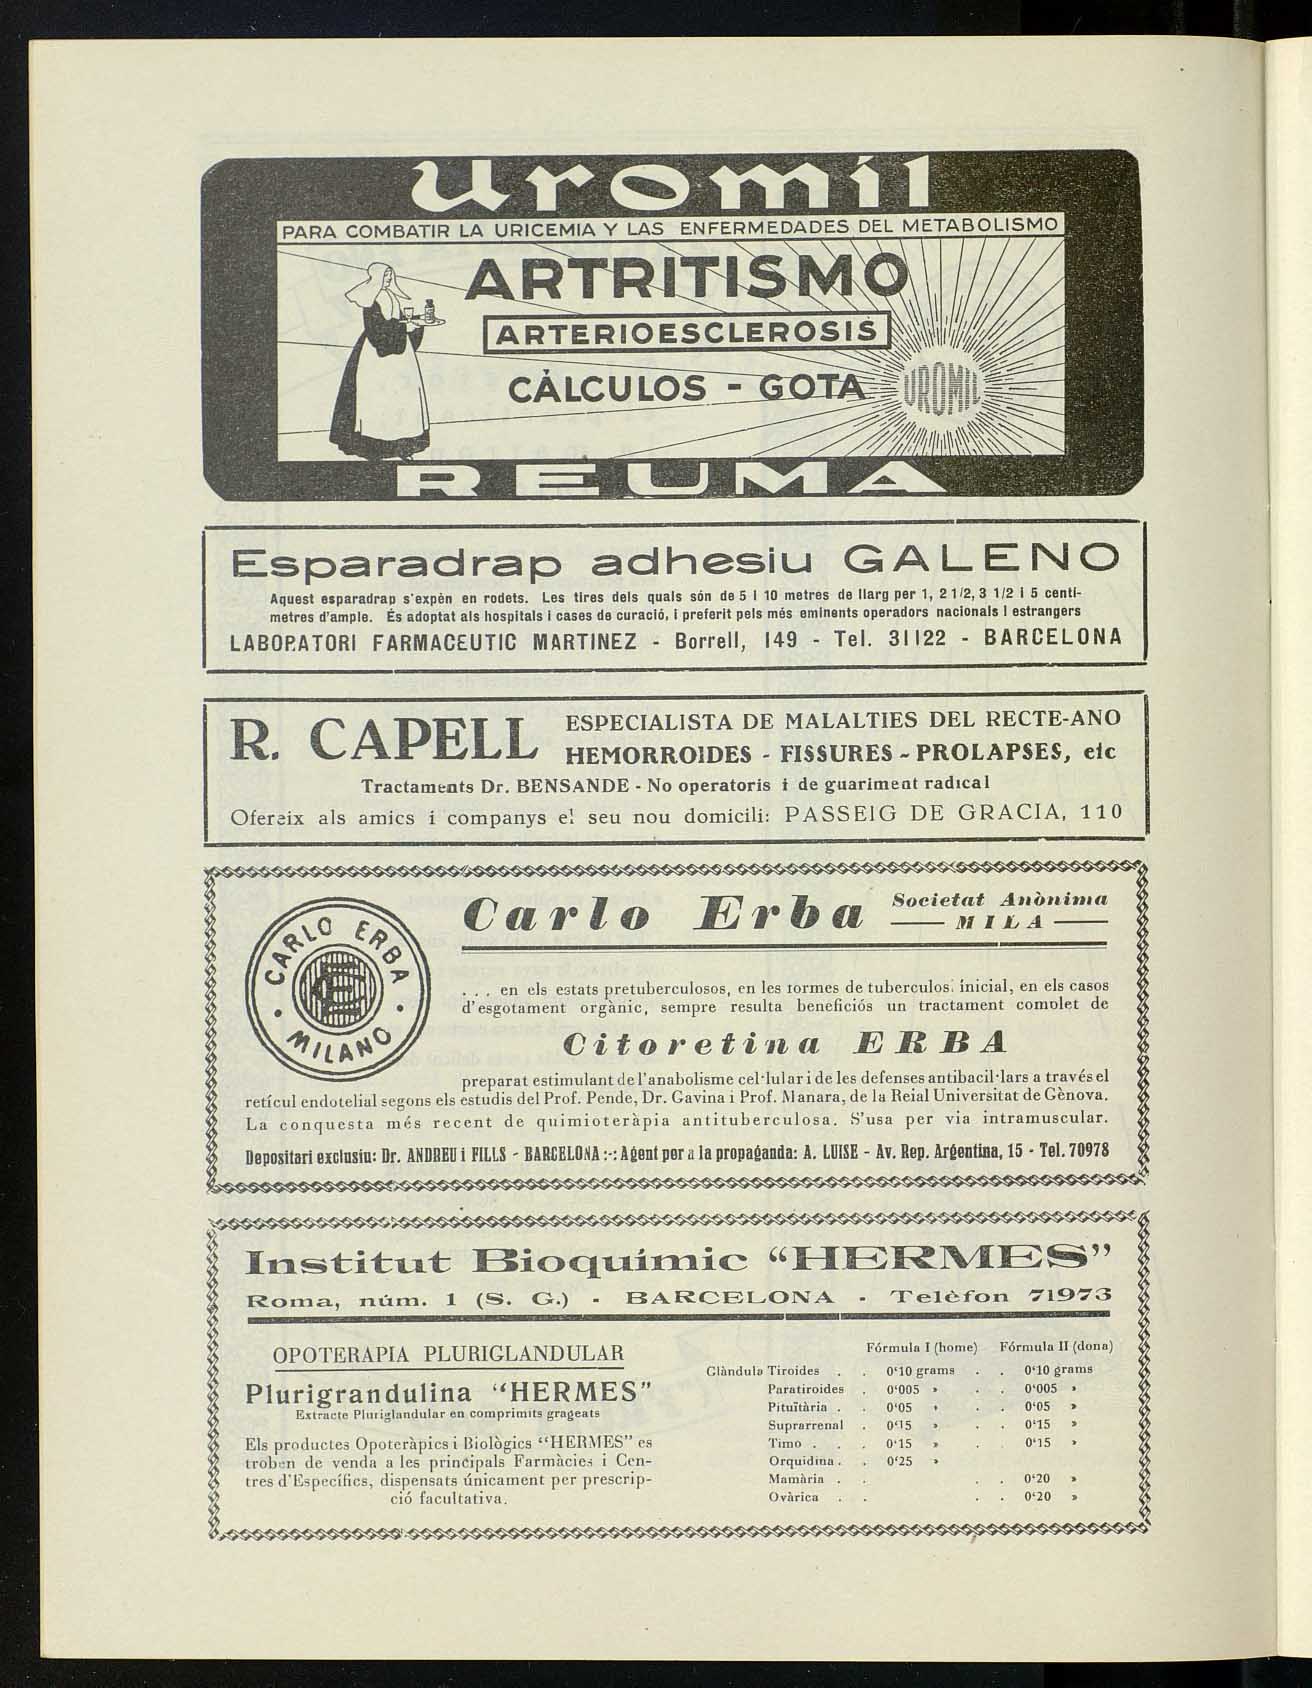 Uromil
PARA COMBATIR LA URICEMIA Y LAS ENFERMEDADES DEL METABOLISMO
ARTRITISMO
ARTERIOESCLEROSIS
CÁLCULOS - GOTA
UROMIL
REUMA
Esparadrap adhesiu GALENO
Aquest esparadrap s'expèn en rodets. Les tires dels quals són de 5 i 10 metres de llarg per 1, 2 1/2, 3 1/2 i 5 centí-
metres d'ample. És adoptat als hospitals i cases de curació, i preferit pels més eminents operadors nacionals i estrangers
LABORATORI FARMACEUTIC MARTINEZ - Borrell, 149 - Tel. 31122 - BARCELONA
R. CAPELL
ESPECIALISTA DE MALALTIES DEL RECTE-ANO
HEMORROIDES - FISSURES - PROLAPSES, etc
Tractaments Dr. BENSANDE - No operatoris i de guariment radical
Ofereix als amics i companys el seu nou domicili: PASSEIG DE GRACIA, 110
CARLO ERBA
MILANO
Carlo Erba
Societat Anònima
MILA
. . . en els estats pretuberculosos, en les formes de tuberculosi inicial, en els casos
d'esgotament orgànic, sempre resulta beneficiós un tractament complet de
Citoretina ERBA
preparat estimulant de l'anabolisme cel·lular i de les defenses antibacil·lars a través el
retícul endotelial segons els estudis del Prof. Pende, Dr. Gavina i Prof. Manara, de la Reial Universitat de Gènova.
La conquesta més recent de quimioteràpia antituberculosa. S'usa per via intramuscular.
Depositari exclusiu: Dr. ANDREU i FILLS - BARCELONA :-: Agent per a la propaganda: A. LUISE - Av. Rep. Argentina, 15 - Tel. 70978
Institut Bioquímic “HERMES”
Roma, núm. 1 (S. G.) - BARCELONA - Telèfon 71973
OPOTERAPIA PLURIGLANDULAR
Plurigrandulina “HERMES”
Extracte Pluriglandular en comprimits grageats
Els productes Opoteràpics i Biològics “HERMES” es
troben de venda a les principals Farmàcies i Cen-
tres d'Específics, dispensats únicament per prescrip-
ció facultativa.
Fórmula I (home) Fórmula II (dona)
Glàndula Tiroides . . 0'10 grams . . 0'10 grams
Paratiroides . 0'005 » . . 0'005 »
Pituïtària . . 0'05 » . . 0'05 »
Suprarrenal . 0'15 » . . 0'15 »
Timo . . . 0'15 » . . 0'15 »
Orquidina . . 0'25 »
Mamària . . . . 0'20 »
Ovàrica . . . . 0'20 »